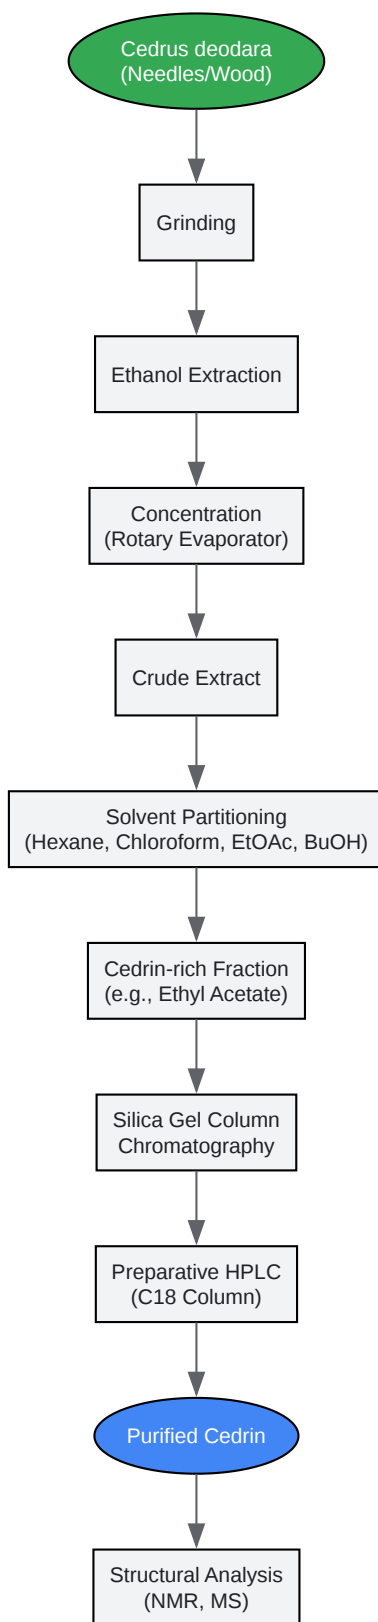 Cedrus deodara
(Needles/Wood)
Grinding
Ethanol Extraction
Concentration
(Rotary Evaporator)
Crude Extract
Solvent Partitioning
(Hexane, Chloroform, EtOAc, BuOH)
Cedrin-rich Fraction
(e.g., Ethyl Acetate)
Silica Gel Column
Chromatography
Preparative HPLC
(C18 Column)
Purified Cedrin
Structural Analysis
(NMR, MS)